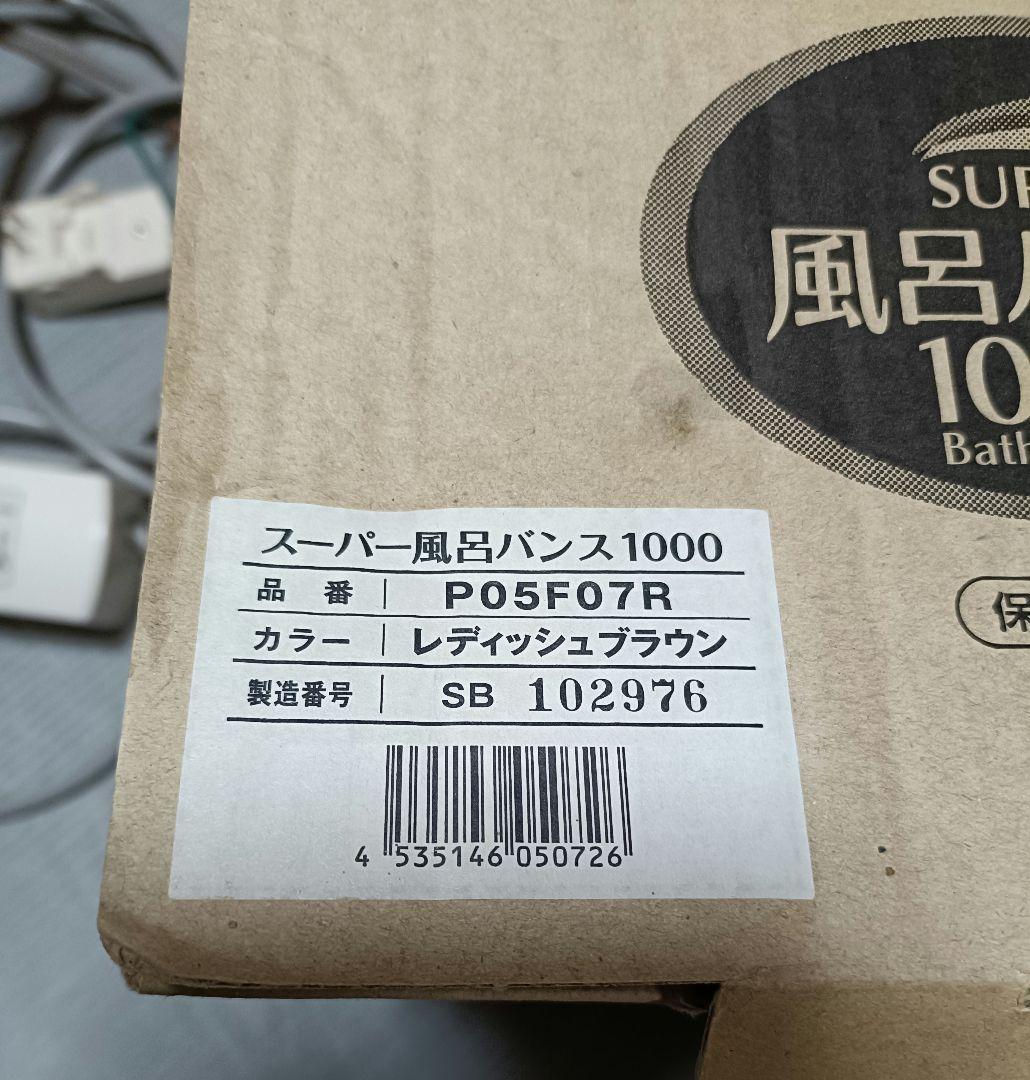 SUP
風呂バ
100
Bath
保
スーパー風呂バンス1000
品 番 P05F07R
カラー レディッシュブラウン
製造番号 SB 102976
4 535146 050726